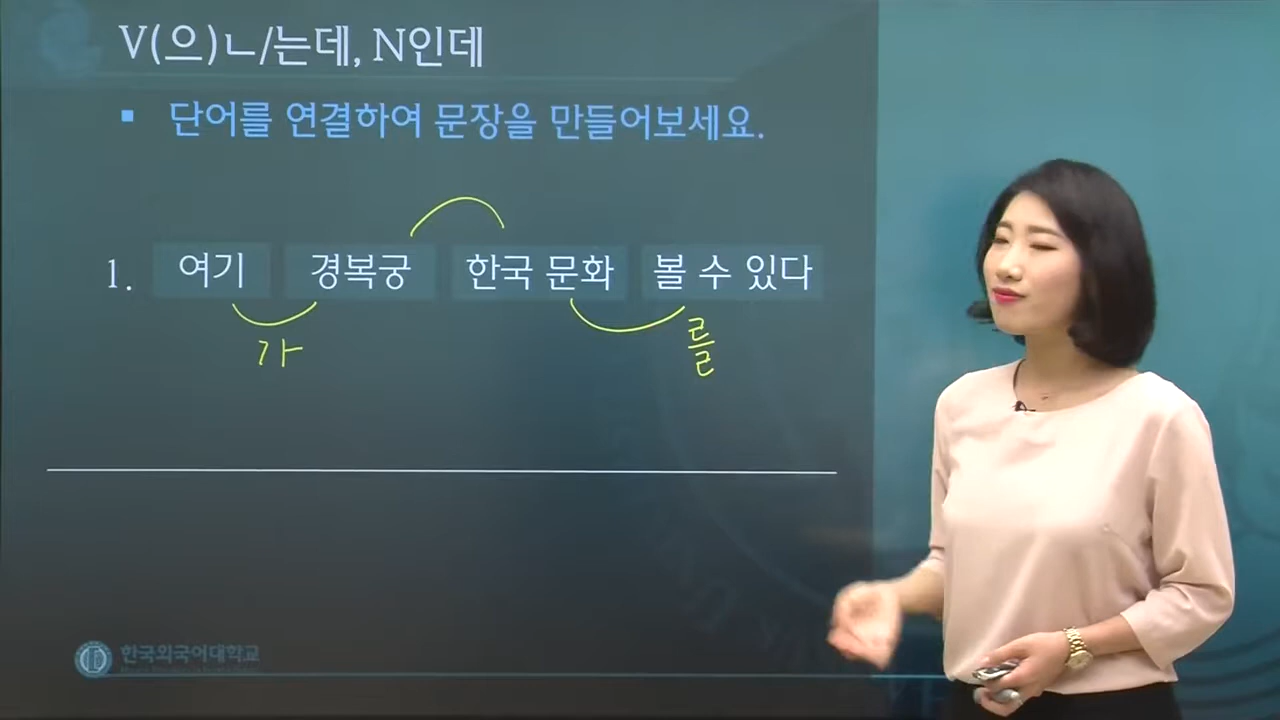 V(으)ㄴ/는데, N인데
▪ 단어를 연결하여 문장을 만들어보세요.
1. 여기 경복궁 한국 문화 볼 수 있다
가 를
한국외국어대학교